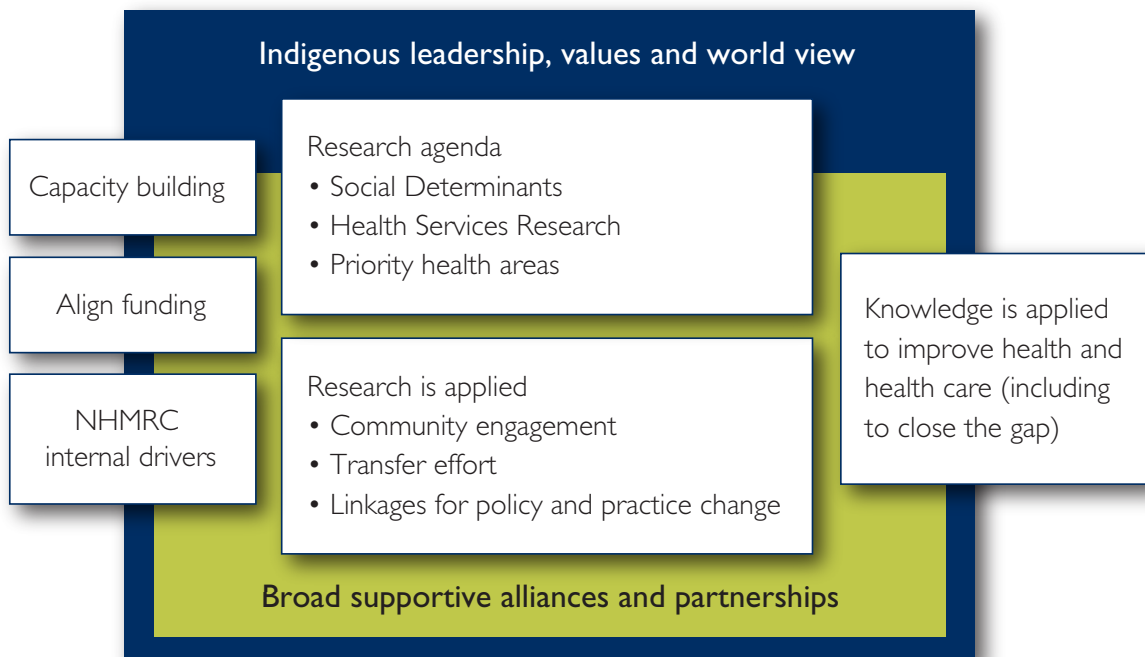 Indigenous leadership, values and world view
Capacity building
Align funding
NHMRC
internal drivers
Research agenda
• Social Determinants
• Health Services Research
• Priority health areas
Research is applied
• Community engagement
• Transfer effort
• Linkages for policy and practice change
Knowledge is applied
to improve health and
health care (including
to close the gap)
Broad supportive alliances and partnerships